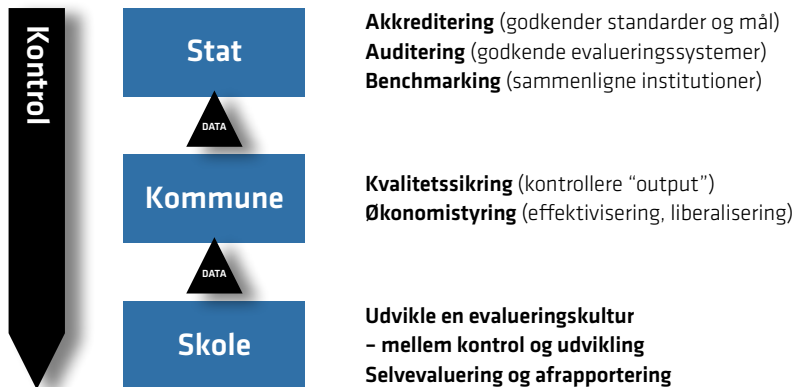 Kontrol
Stat
Akkreditering (godkender standarder og mål)
Auditering (godkende evalueringssystemer)
Benchmarking (sammenligne institutioner)
DATA
Kommune
Kvalitetssikring (kontrollere “output”)
Økonomistyring (effektivisering, liberalisering)
DATA
Skole
Udvikle en evalueringskultur
– mellem kontrol og udvikling
Selvevaluering og afrapportering